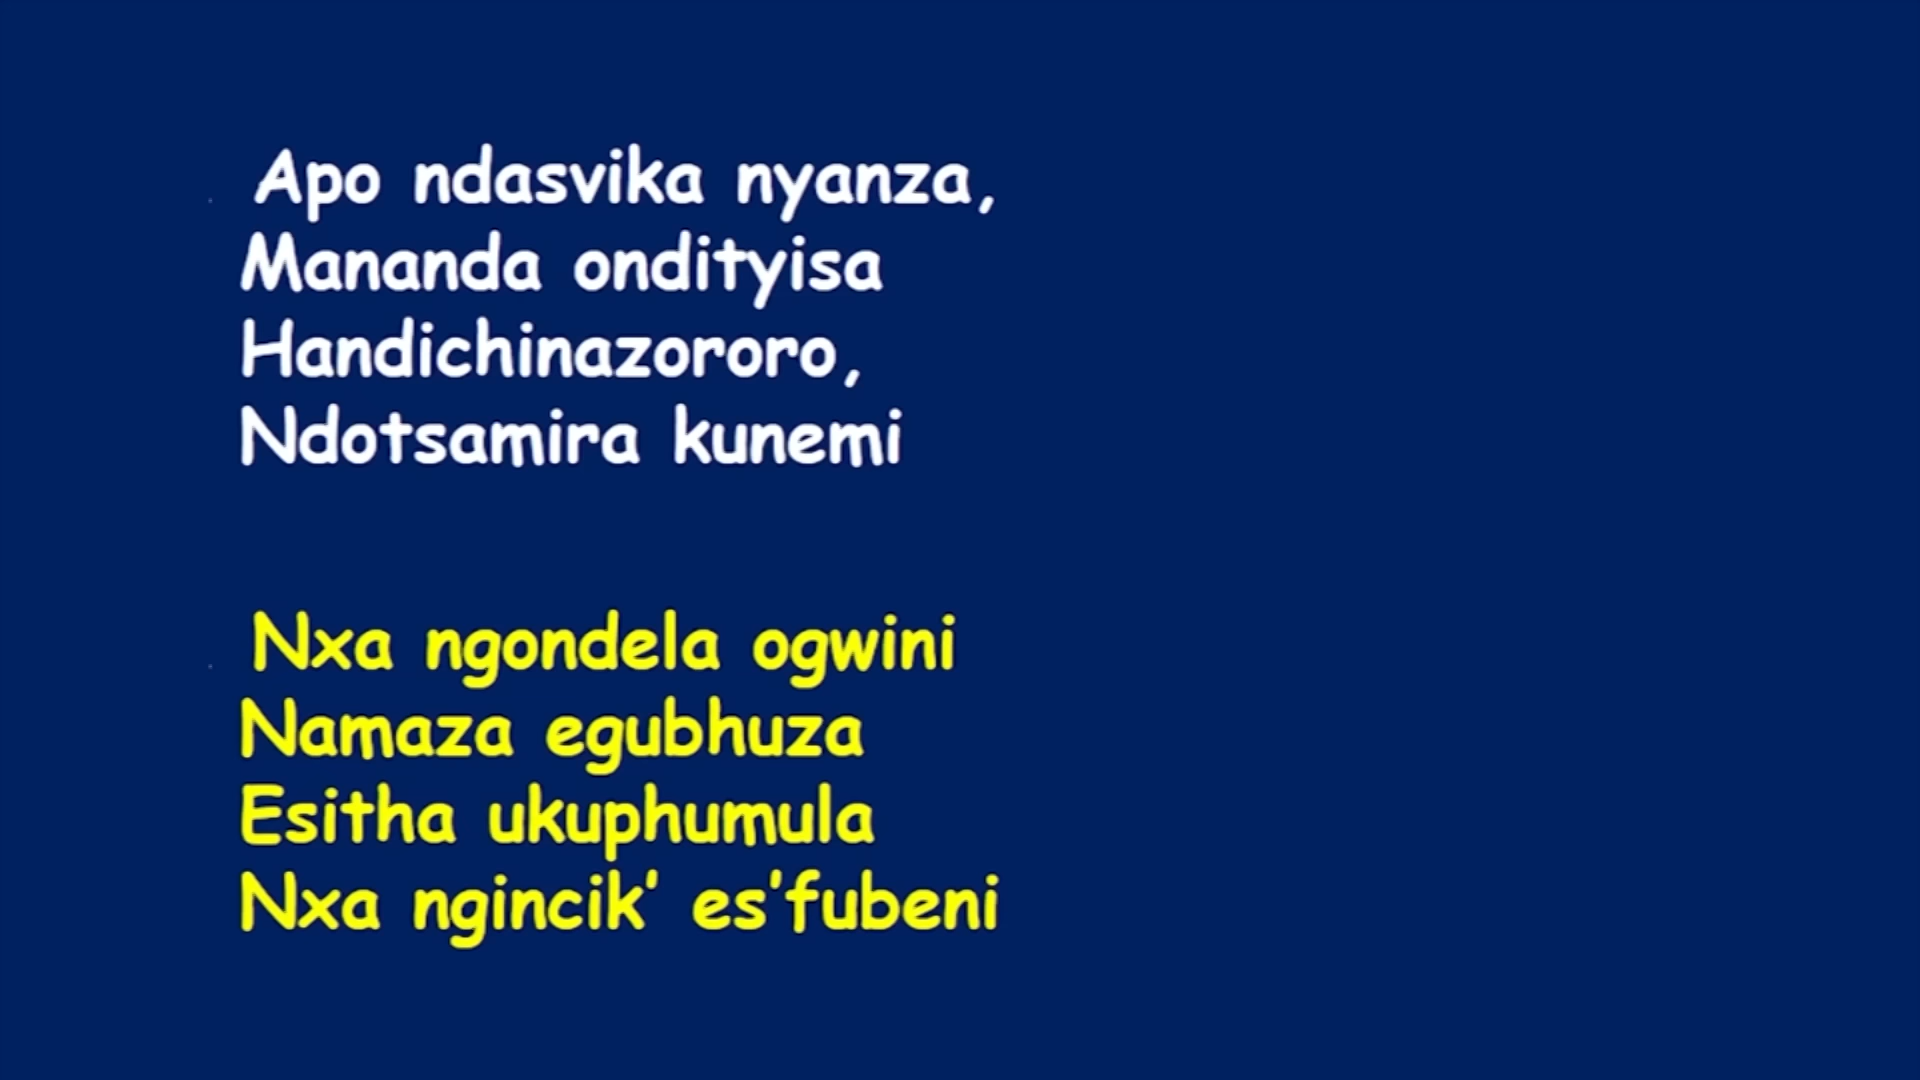 Apo ndasvika nyanza,
Mananda ondityisa
Handichinazororo,
Ndotsamira kunemi
Nxa ngondela ogwini
Namaza egubhuza
Esitha ukuphumula
Nxa ngincik’ es’fubeni